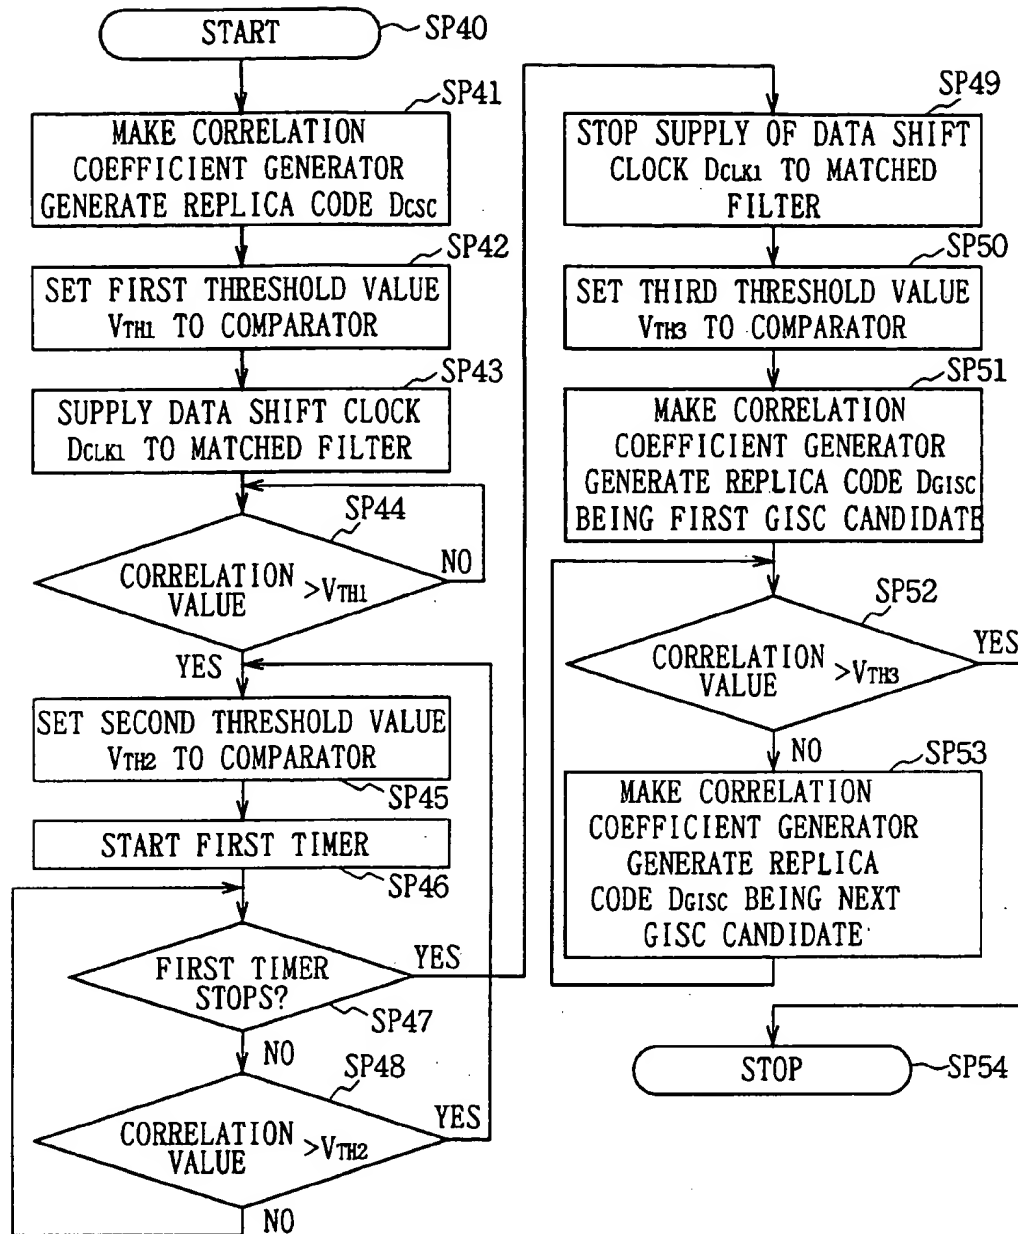 START
SP40
SP41
MAKE CORRELATION
COEFFICIENT GENERATOR
GENERATE REPLICA CODE DCSC
SP42
SET FIRST THRESHOLD VALUE
VTH1 TO COMPARATOR
SP43
SUPPLY DATA SHIFT CLOCK
DCLK1 TO MATCHED FILTER
SP44
CORRELATION
VALUE >VTH1
NO
YES
SET SECOND THRESHOLD VALUE
VTH2 TO COMPARATOR
SP45
START FIRST TIMER
SP46
FIRST TIMER
STOPS?
YES
SP47
NO
SP48
CORRELATION
VALUE >VTH2
YES
NO
SP49
STOP SUPPLY OF DATA SHIFT
CLOCK DCLK1 TO MATCHED
FILTER
SP50
SET THIRD THRESHOLD VALUE
VTH3 TO COMPARATOR
SP51
MAKE CORRELATION
COEFFICIENT GENERATOR
GENERATE REPLICA CODE DGISC
BEING FIRST GISC CANDIDATE
SP52
CORRELATION
VALUE >VTH3
YES
NO
SP53
MAKE CORRELATION
COEFFICIENT GENERATOR
GENERATE REPLICA
CODE DGISC BEING NEXT
GISC CANDIDATE
STOP
SP54